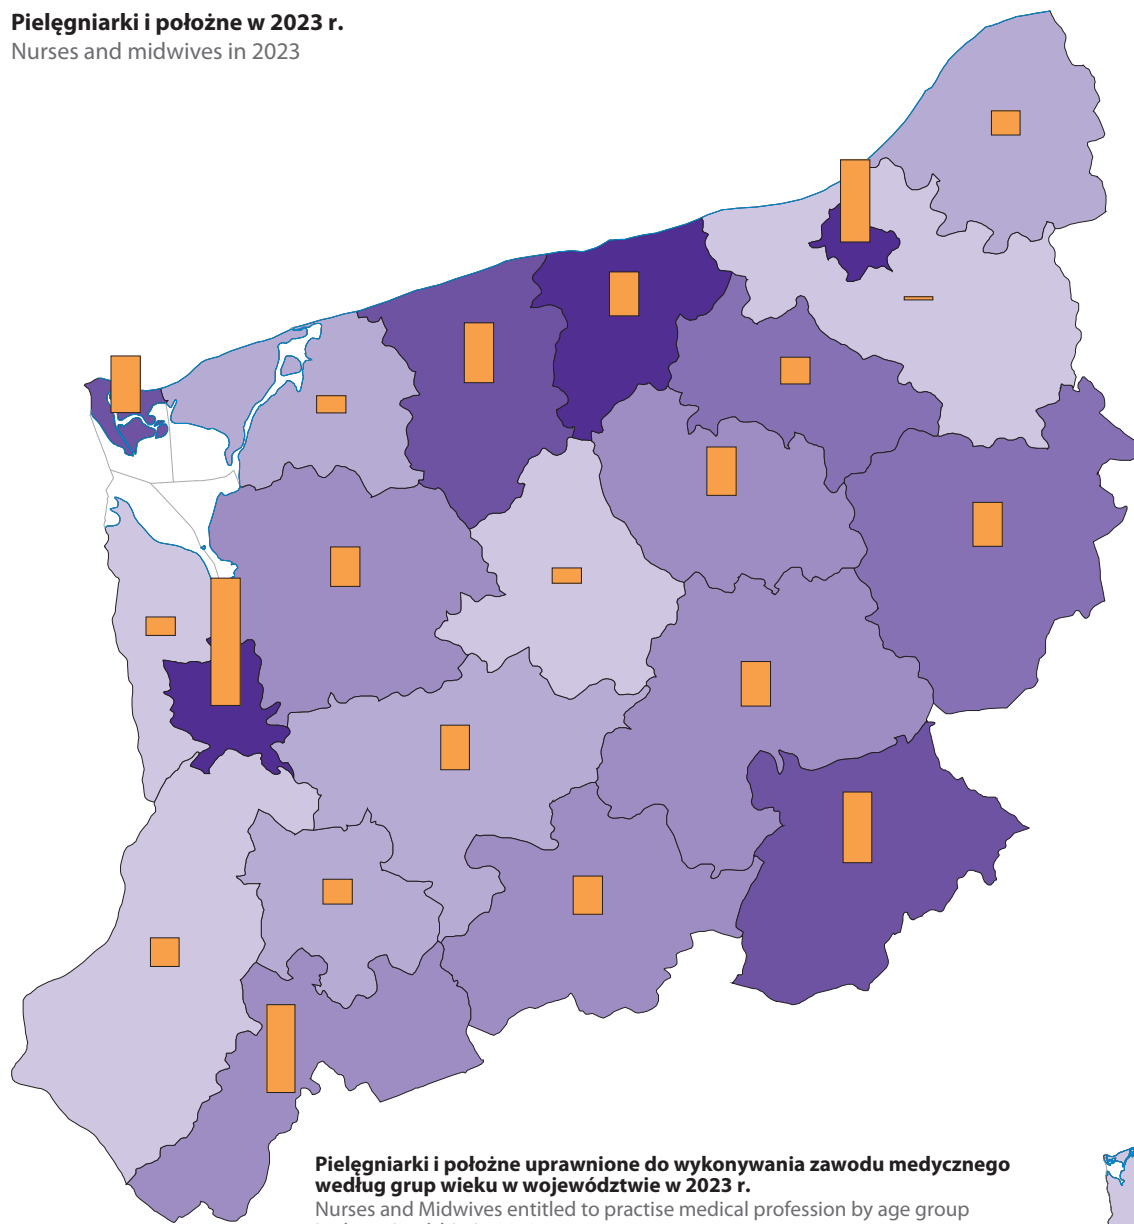 Pielęgniarki i położne w 2023 r.
Nurses and midwives in 2023
Pielęgniarki i położne uprawnione do wykonywania zawodu medycznego
według grup wieku w województwie w 2023 r.
Nurses and Midwives entitled to practise medical profession by age group